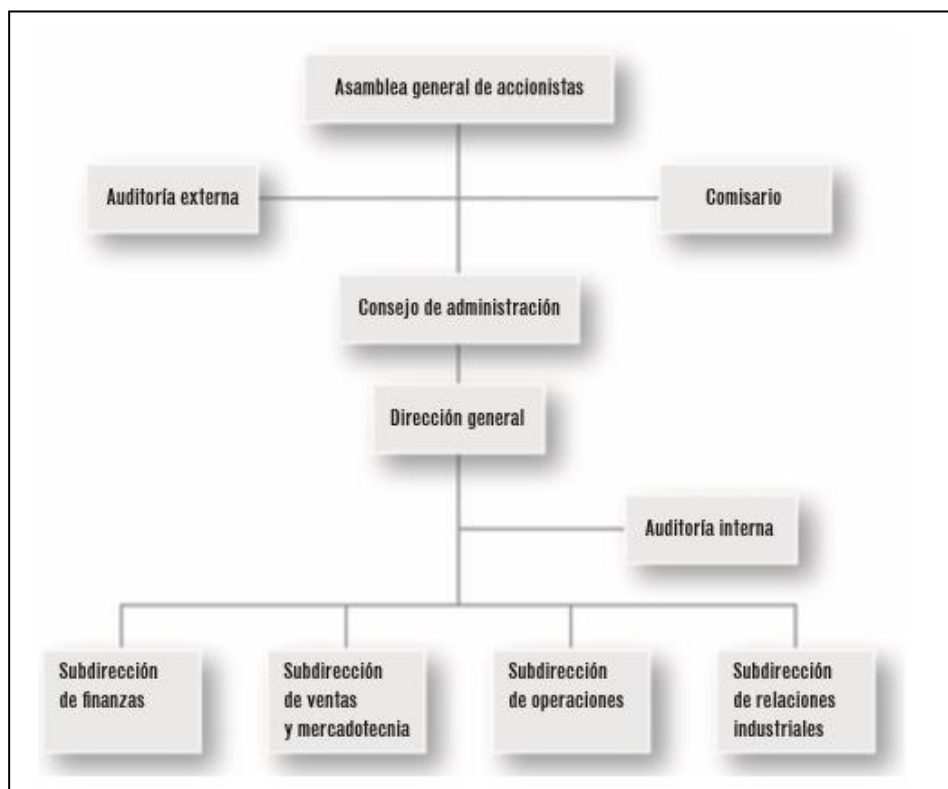 Asamblea general de accionistas
Auditoría externa
Comisario
Consejo de administración
Dirección general
Auditoría interna
Subdirección
de finanzas
Subdirección
de ventas
y mercadotecnia
Subdirección
de operaciones
Subdirección
de relaciones
industriales